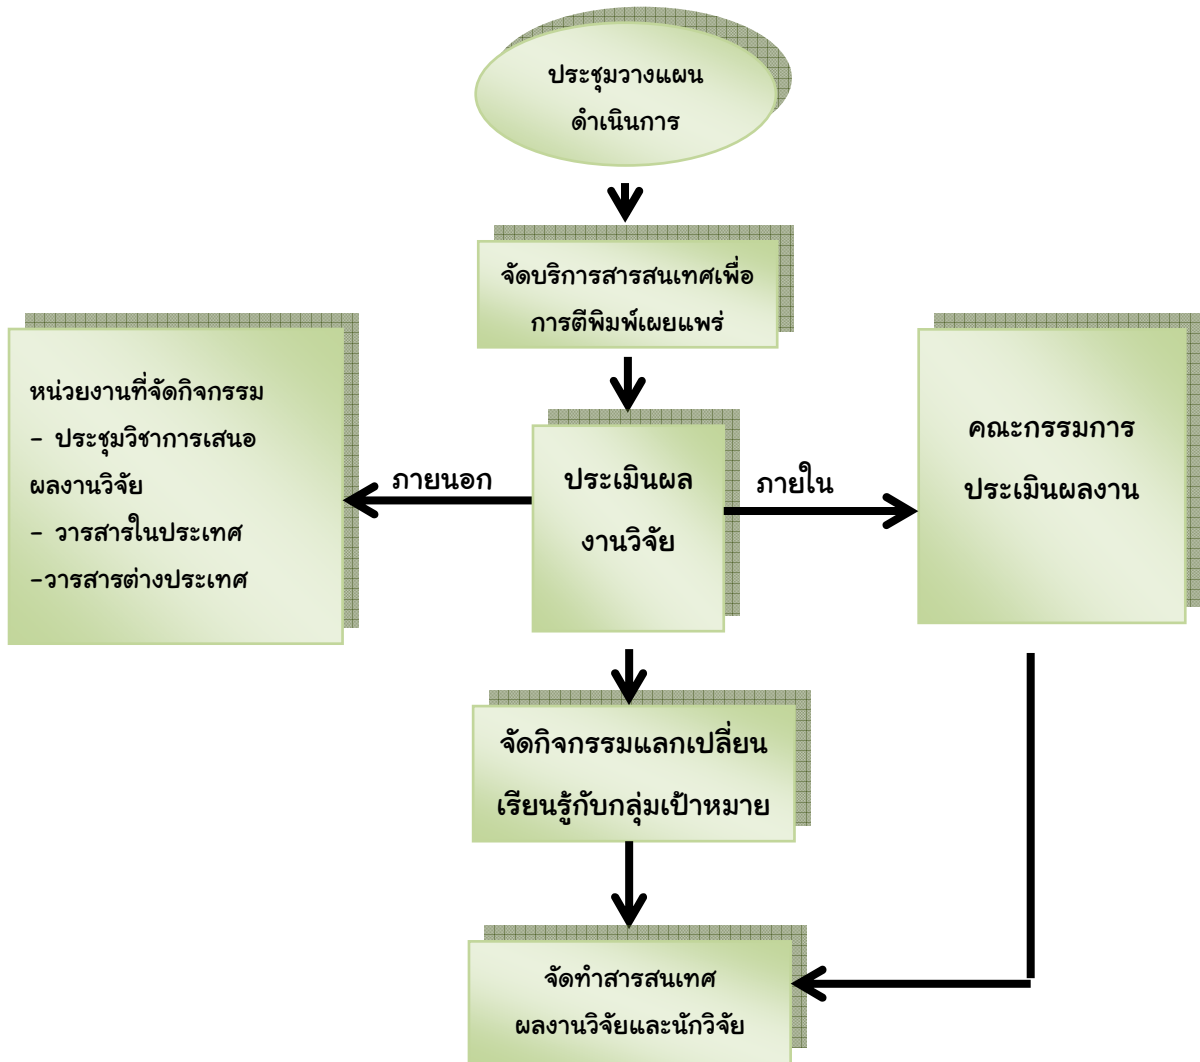 ประชุมวางแผน
ดำเนินการ
จัดบริการสารสนเทศเพื่อ
การตีพิมพ์เผยแพร่
หน่วยงานที่จัดกิจกรรม
- ประชุมวิชาการเสนอ
ผลงานวิจัย
- วารสารในประเทศ
-วารสารต่างประเทศ
ภายนอก
ประเมินผล
งานวิจัย
ภายใน
คณะกรรมการ
ประเมินผลงาน
จัดกิจกรรมแลกเปลี่ยน
เรียนรู้กับกลุ่มเป้าหมาย
จัดทำสารสนเทศ
ผลงานวิจัยและนักวิจัย